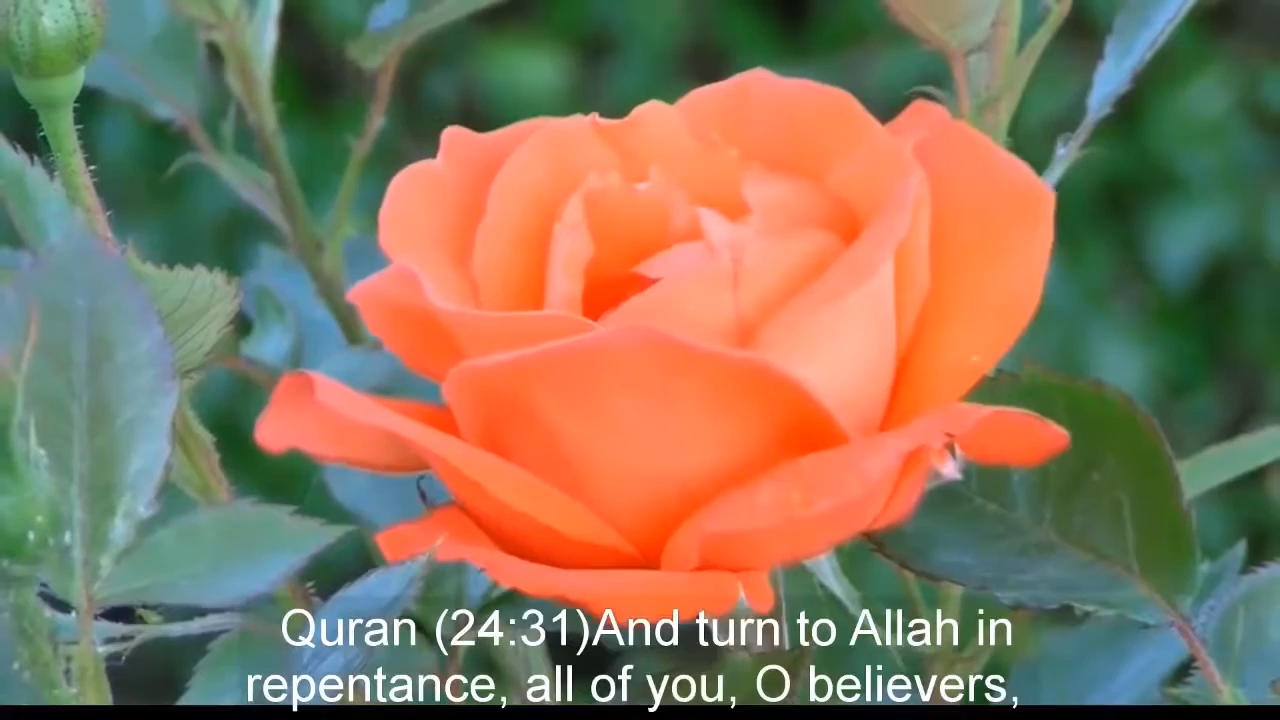 Quran (24:31)And turn to Allah in
repentance, all of you, O believers,